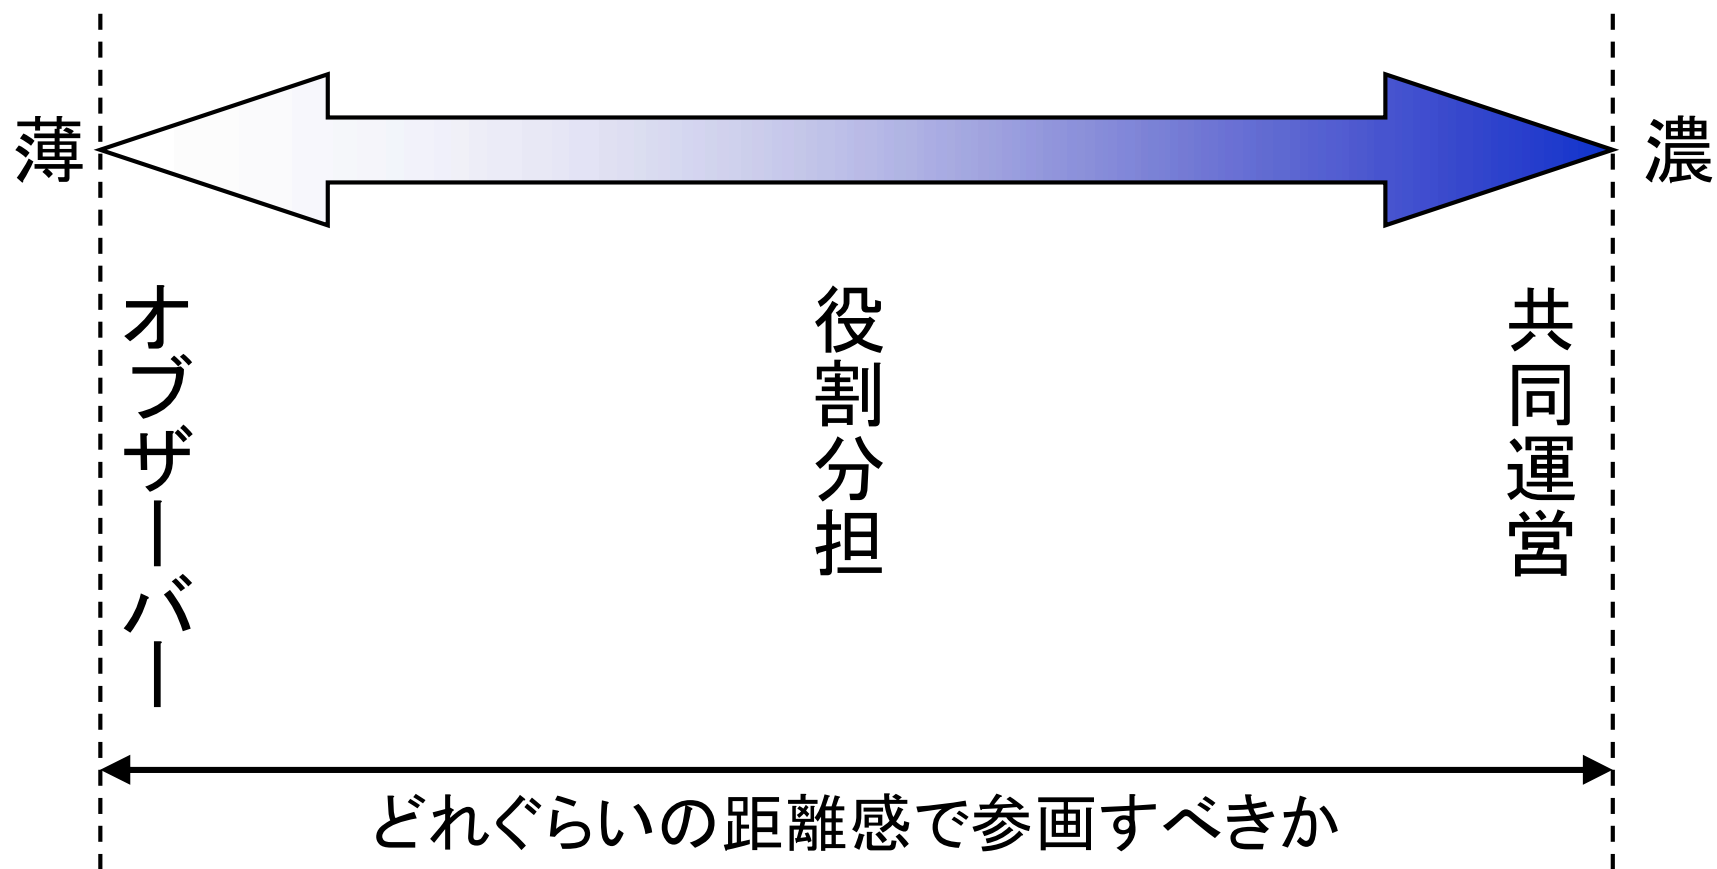 薄
濃
オブザーバー
役割分担
共同運営
どれぐらいの距離感で参画すべきか